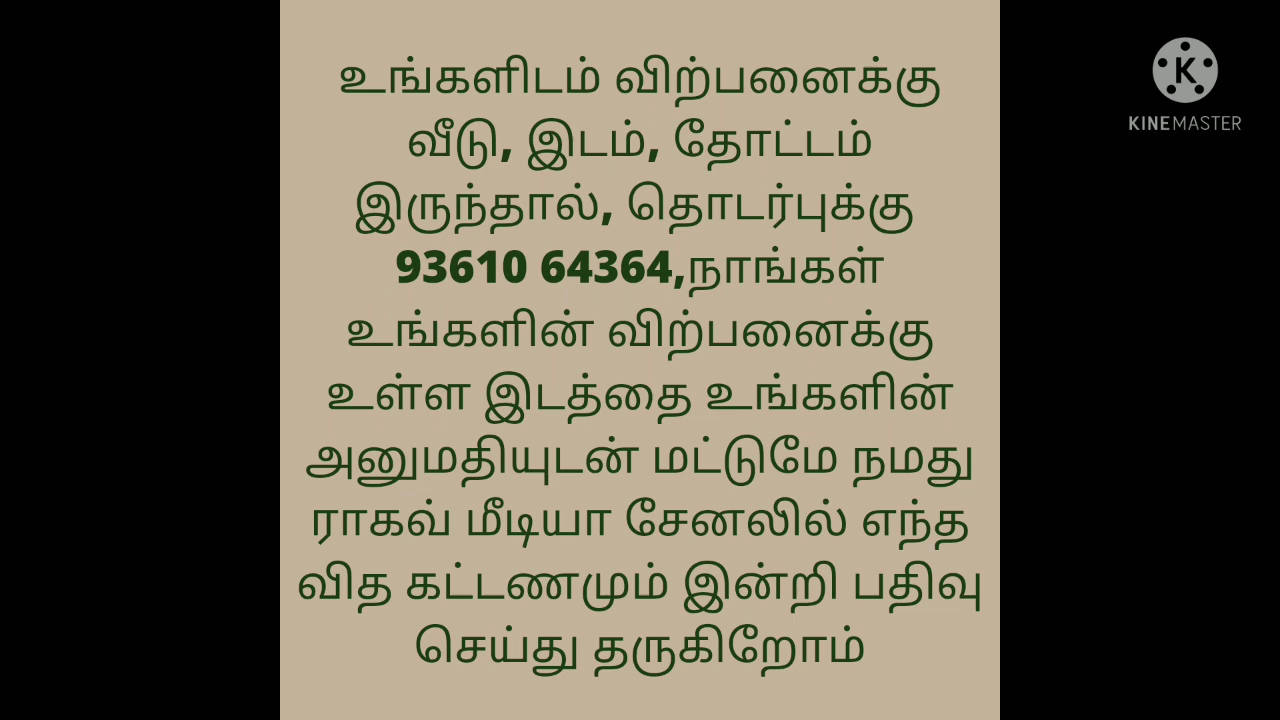 உங்களிடம் விற்பனைக்கு
வீடு, இடம், தோட்டம்
இருந்தால், தொடர்புக்கு
93610 64364,நாங்கள்
உங்களின் விற்பனைக்கு
உள்ள இடத்தை உங்களின்
அனுமதியுடன் மட்டுமே நமது
ராகவ் மீடியா சேனலில் எந்த
வித கட்டணமும் இன்றி பதிவு
செய்து தருகிறோம்
K
KINEMASTER